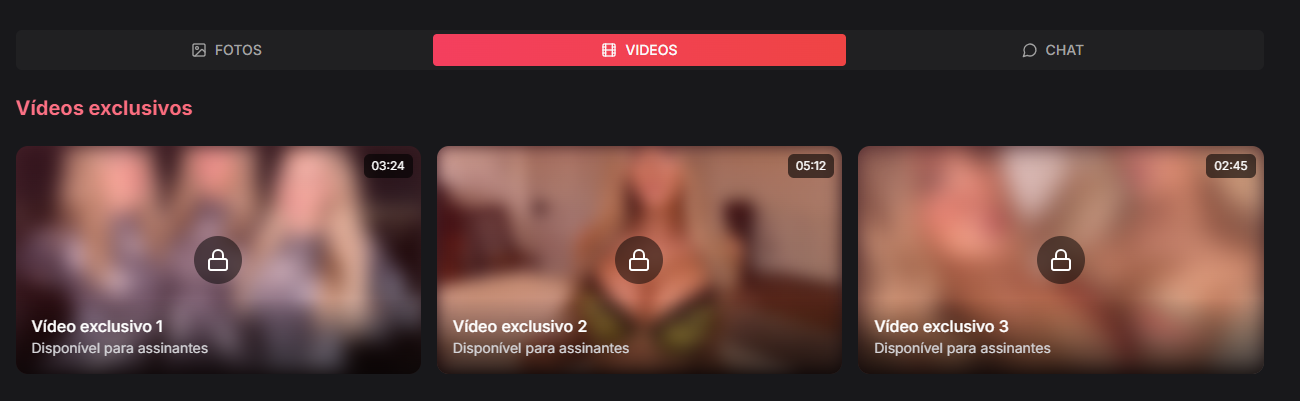 FOTOS
VIDEOS
CHAT
Vídeos exclusivos
03:24
05:12
02:45
Vídeo exclusivo 1
Disponível para assinantes
Vídeo exclusivo 2
Disponível para assinantes
Vídeo exclusivo 3
Disponível para assinantes